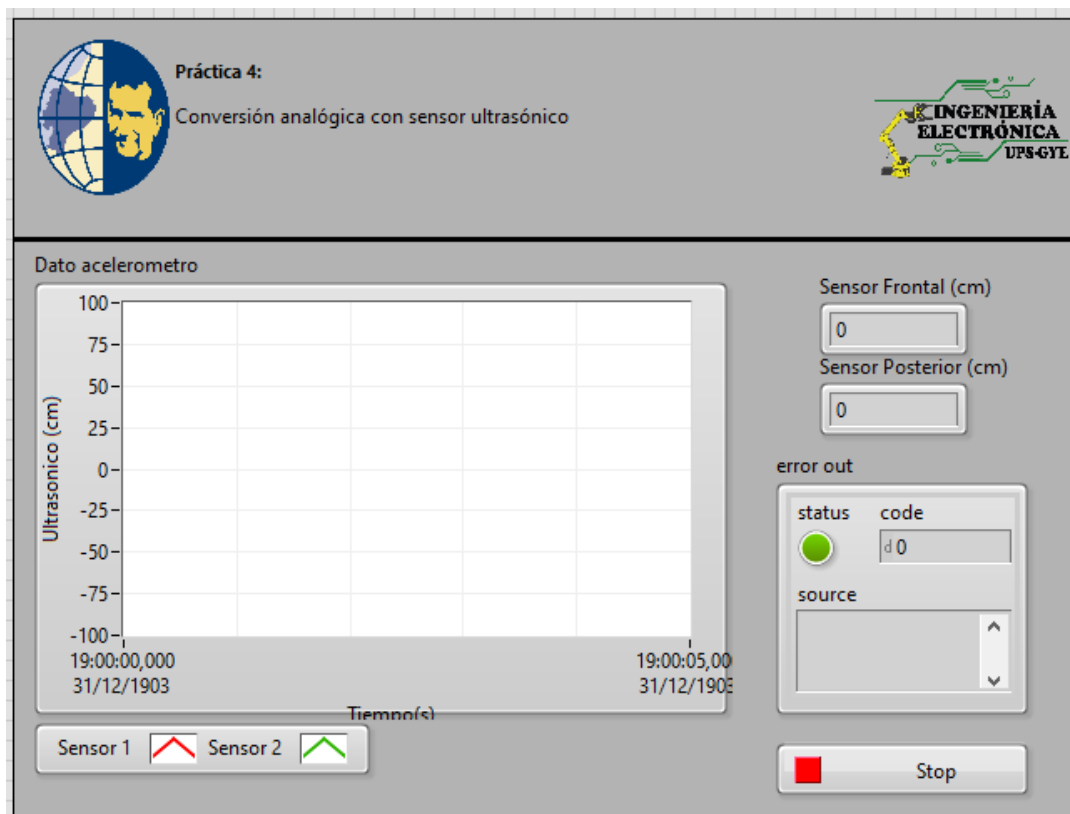 Práctica 4:
Conversión analógica con sensor ultrasónico
INGENIERÍA
ELECTRÓNICA
UPS-GYE
Dato acelerometro
Ultrasonico (cm)
100
75
50
25
0
-25
-50
-75
-100
19:00:00,000
31/12/1903
19:00:05,00
31/12/1903
Tiempo(s)
Sensor 1
Sensor 2
Sensor Frontal (cm)
0
Sensor Posterior (cm)
0
error out
status
code
d 0
source
Stop